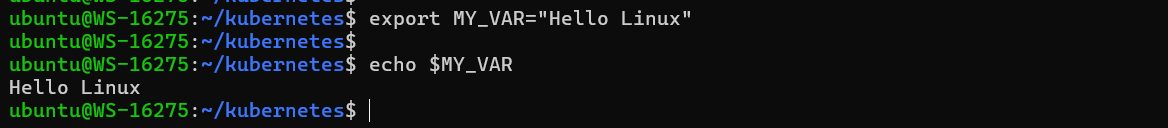 ubuntu@WS-16275:~/kubernetes$ export MY_VAR="Hello Linux"
ubuntu@WS-16275:~/kubernetes$
ubuntu@WS-16275:~/kubernetes$ echo $MY_VAR
Hello Linux
ubuntu@WS-16275:~/kubernetes$